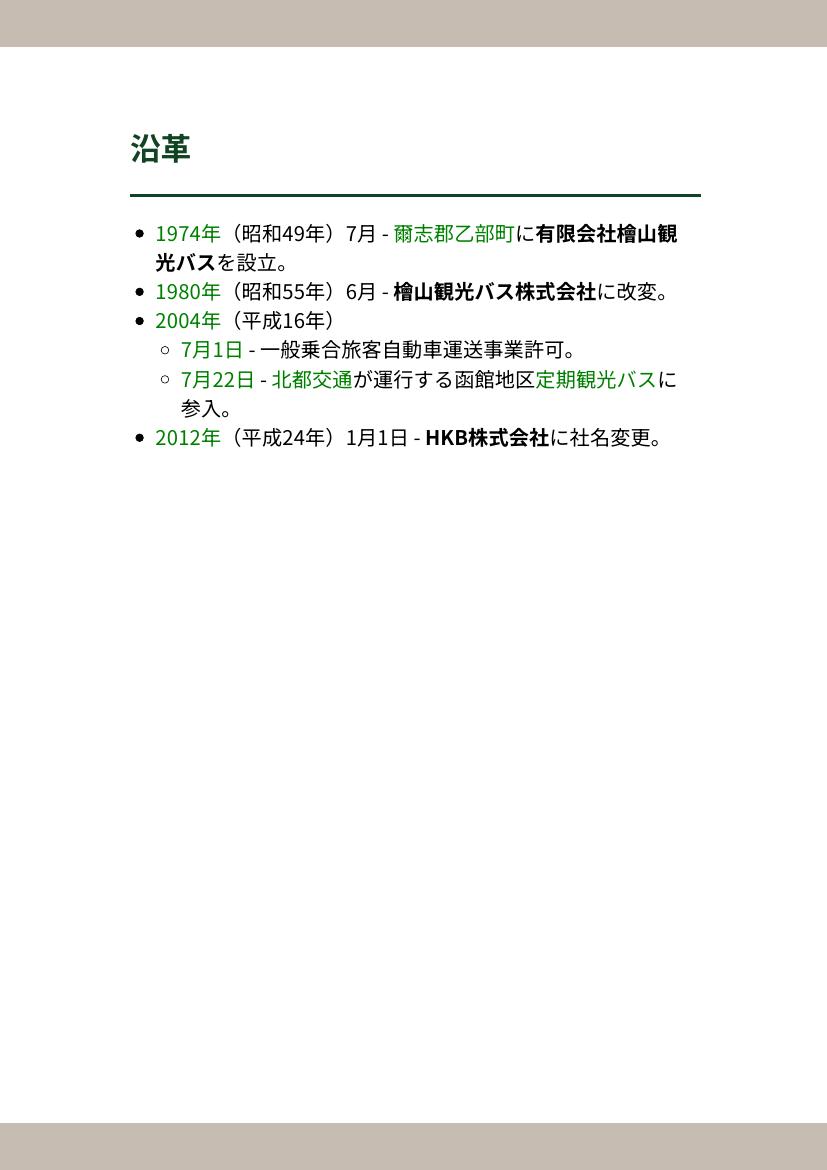 沿革
1974年（昭和49年）7月 - 爾志郡乙部町に有限会社檜山観
光バスを設立。
1980年（昭和55年）6月 - 檜山観光バス株式会社に改変。
2004年（平成16年）
7月1日 - 一般乗合旅客自動車運送事業許可。
7月22日 - 北都交通が運行する函館地区定期観光バスに
参入。
2012年（平成24年）1月1日 - HKB株式会社に社名変更。